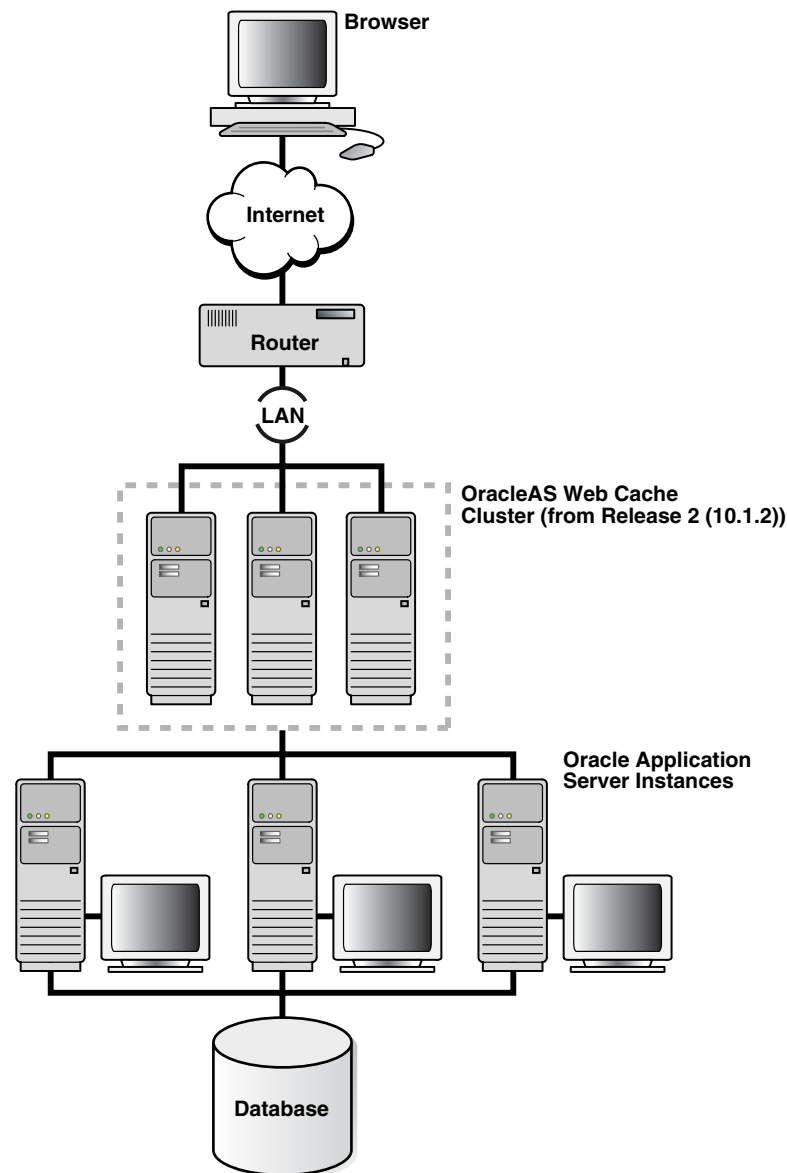 Browser
Internet
Router
LAN
OracleAS Web Cache
Cluster (from Release 2 (10.1.2))
Oracle Application
Server Instances
Database